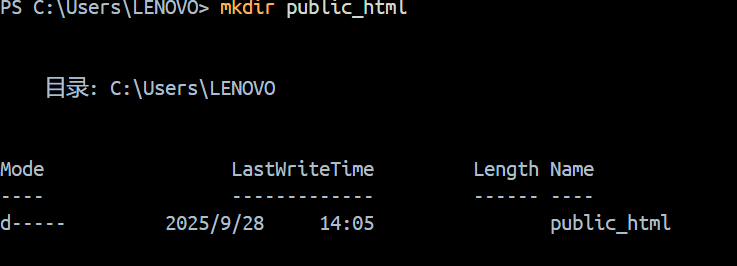 PS C:\Users\LENOVO> mkdir public_html
目录: C:\Users\LENOVO
Mode                 LastWriteTime         Length Name
----                 -------------         ------ ----
d-----         2025/9/28     14:05                public_html